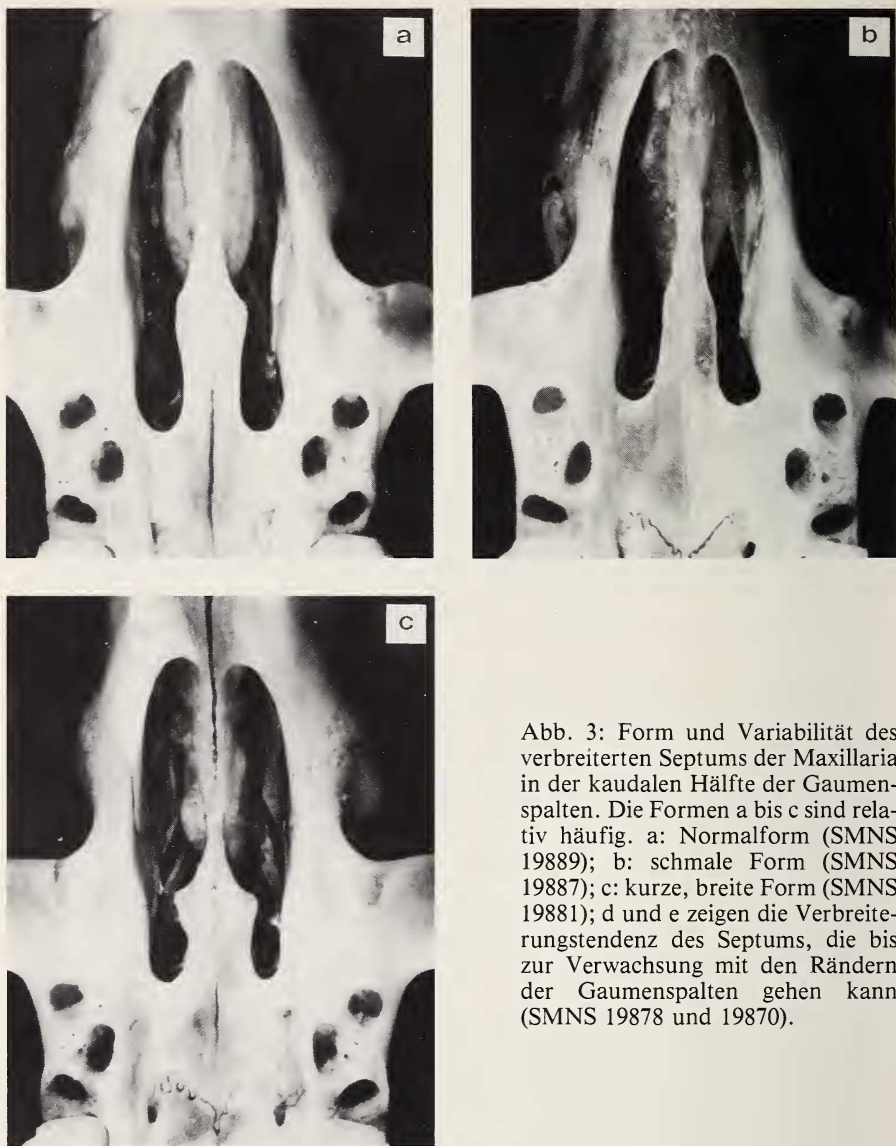 a
b
c
Abb. 3: Form und Variabilität des
verbreiterten Septums der Maxillaria
in der kaudalen Hälfte der Gaumen-
spalten. Die Formen a bis c sind rela-
tiv häufig. a: Normalform (SMNS
19889); b: schmale Form (SMNS
19887); c: kurze, breite Form (SMNS
19881); d und e zeigen die Verbreite-
rungstendenz des Septums, die bis
zur Verwachsung mit den Rändern
der Gaumenspalten gehen kann
(SMNS 19878 und 19870).